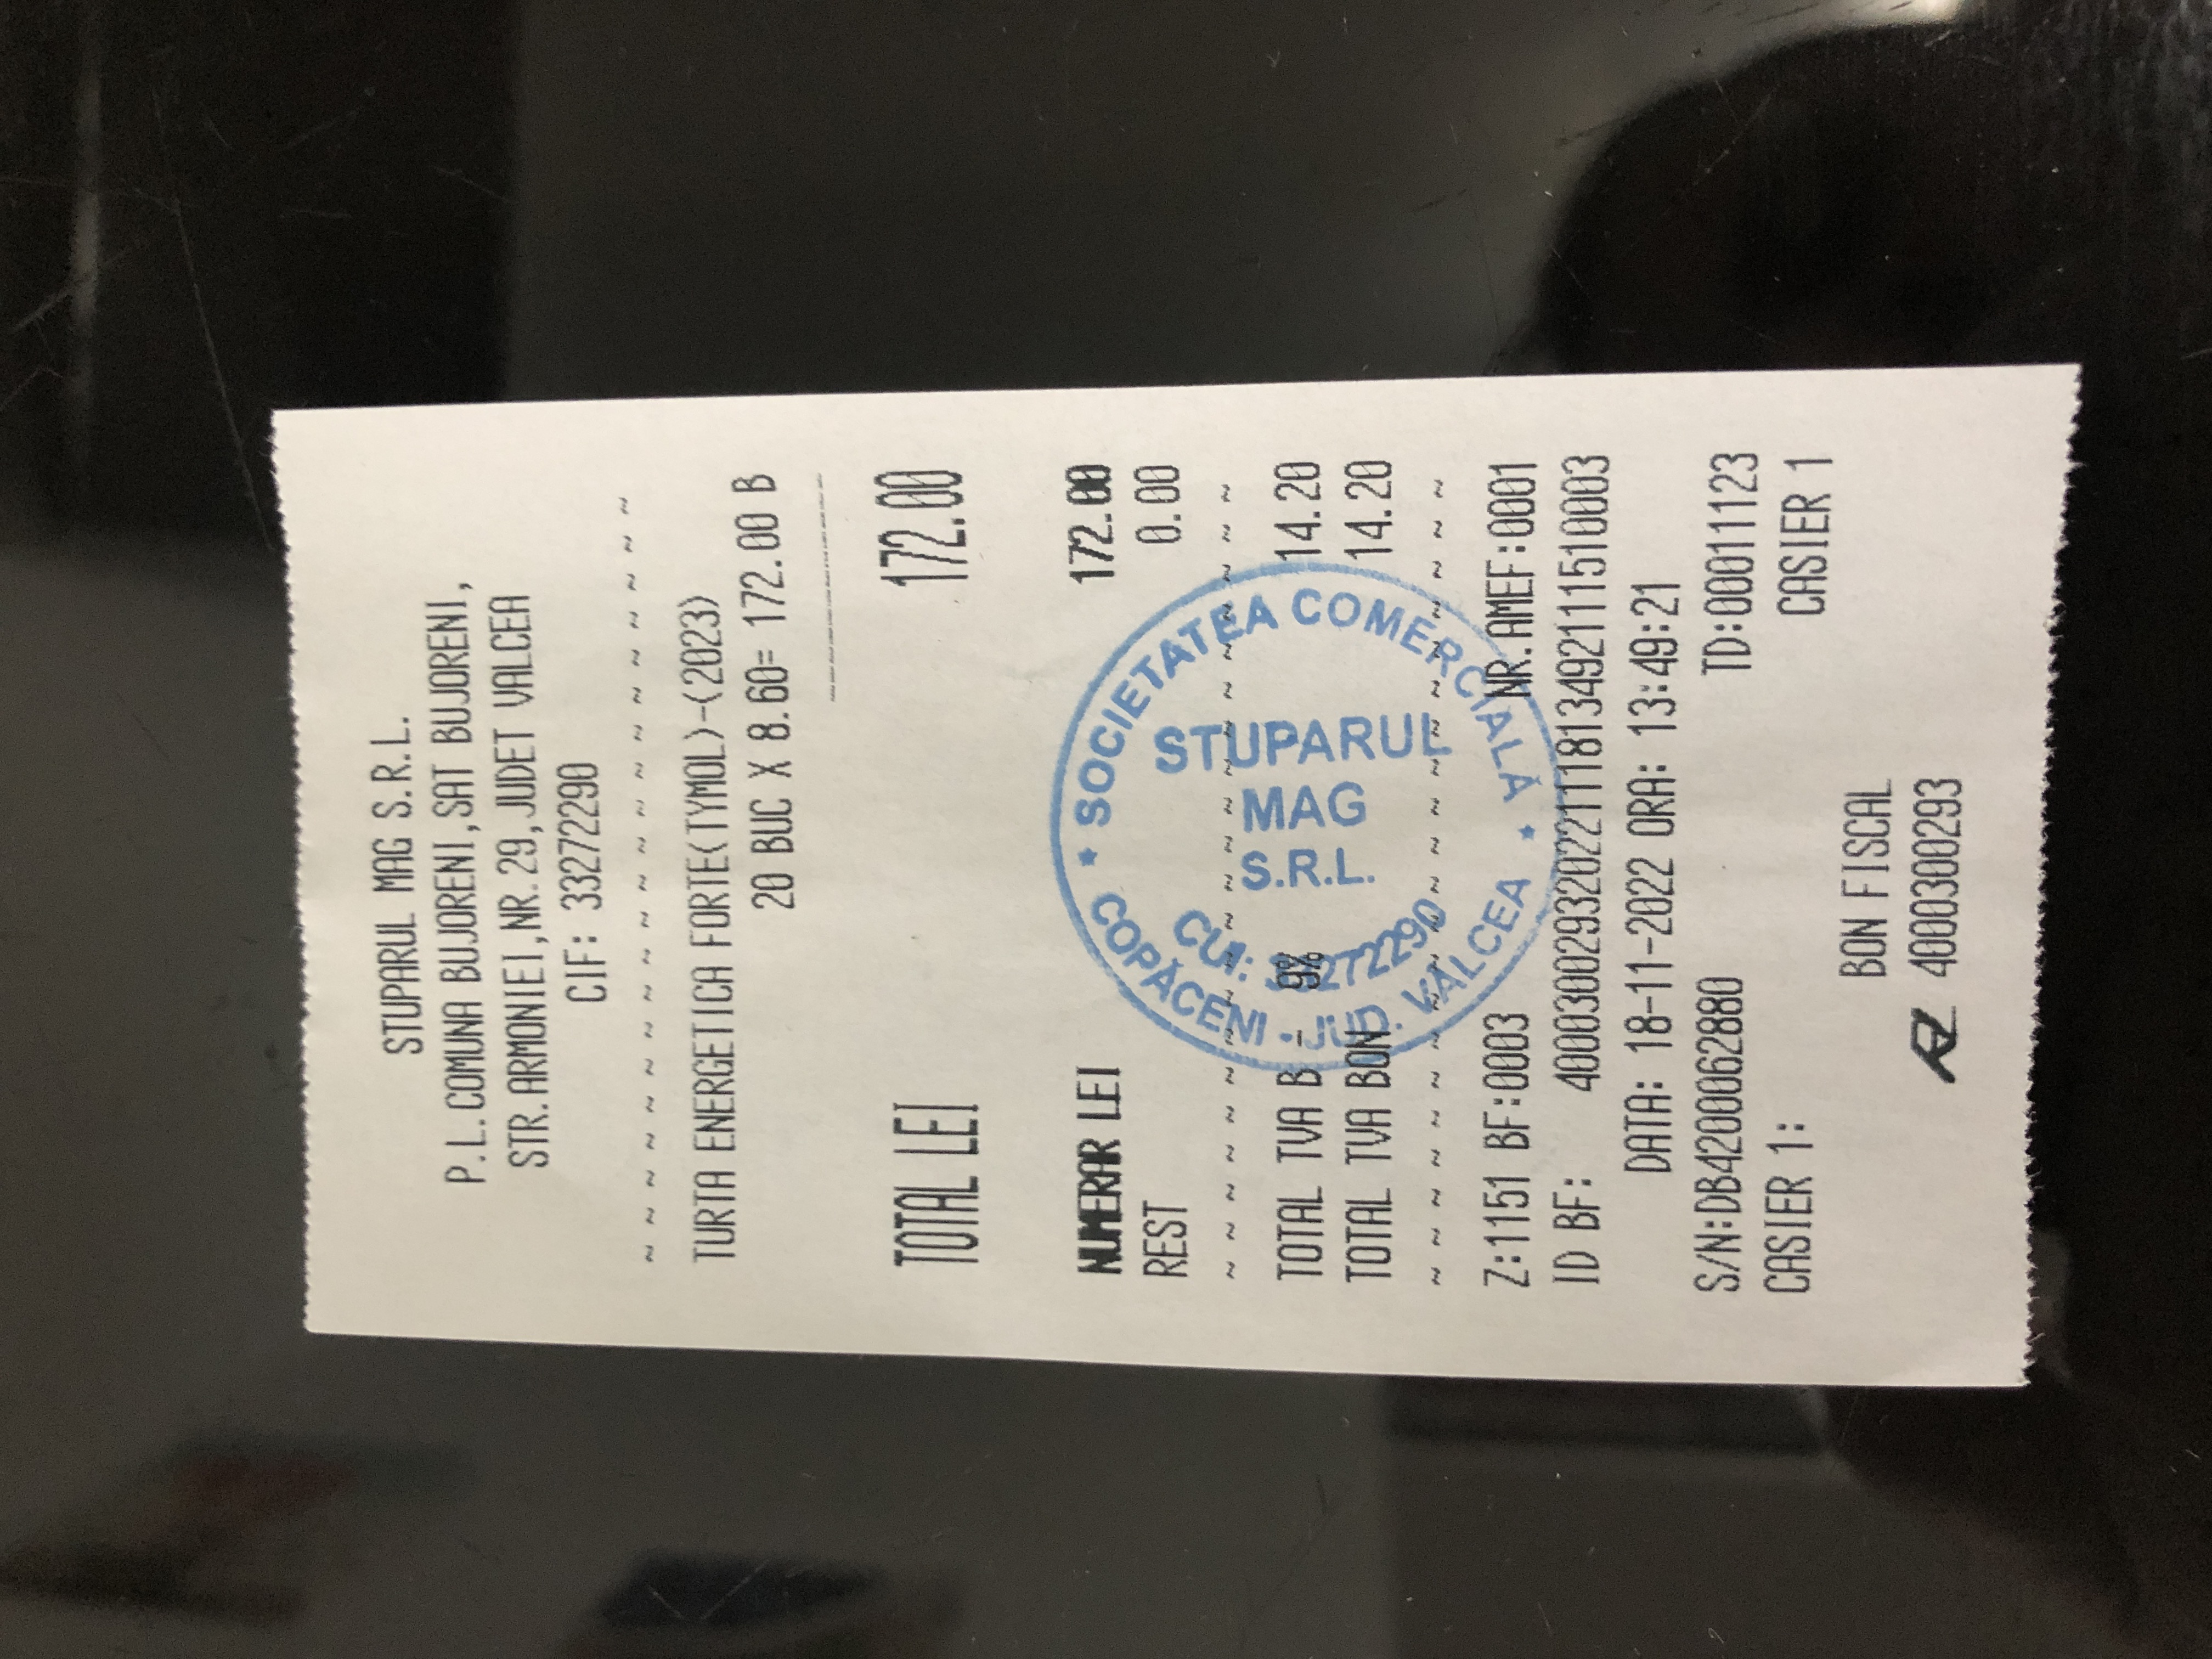 STUPARUL MAG S.R.L.
P.L.COMUNA BUJORENI,SAT BUJORENI,
STR.ARMONIEI,NR.29,JUDET VALCEA
CIF: 33272290
~ ~ ~ ~ ~ ~ ~ ~ ~ ~ ~ ~ ~ ~ ~ ~ ~ ~ ~ ~
TURTA ENERGETICA FORTE(TYMOL)-(2023)
20 BUC X 8.60= 172.00 B
TOTAL LEI 172.00
NUMERAR LEI 172.00
REST 0.00
~ ~ ~ ~ ~ ~ ~ ~ ~ ~ ~ ~ ~ ~ ~ ~ ~ ~ ~ ~
TOTAL TVA B - 9% 14.20
TOTAL TVA BON 14.20
~ ~ ~ ~ ~ ~ ~ ~ ~ ~ ~ ~ ~ ~ ~ ~ ~ ~ ~ ~
Z:1151 BF:0003 NR.AMEF:0001
ID BF: 40003002932022111813492111510003
DATA: 18-11-2022 ORA: 13:49:21
S/N:DB4200062880 TD:00011123
CASIER 1: CASIER 1
BON FISCAL
4000300293
* SOCIETATEA COMERCIALĂ *
COPĂCENI - JUD. VÂLCEA
STUPARUL
MAG
S.R.L.
CUI: 33272290